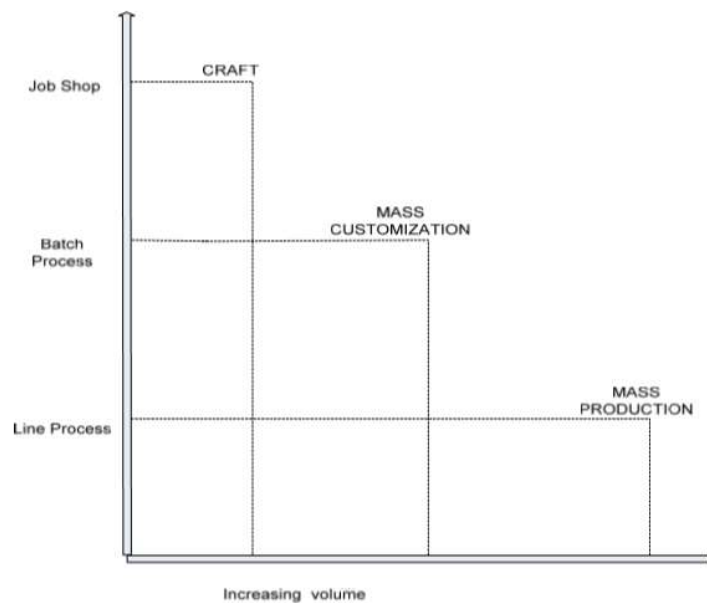 CRAFT
Job Shop
MASS
CUSTOMIZATION
Batch
Process
MASS
PRODUCTION
Line Process
Increasing volume